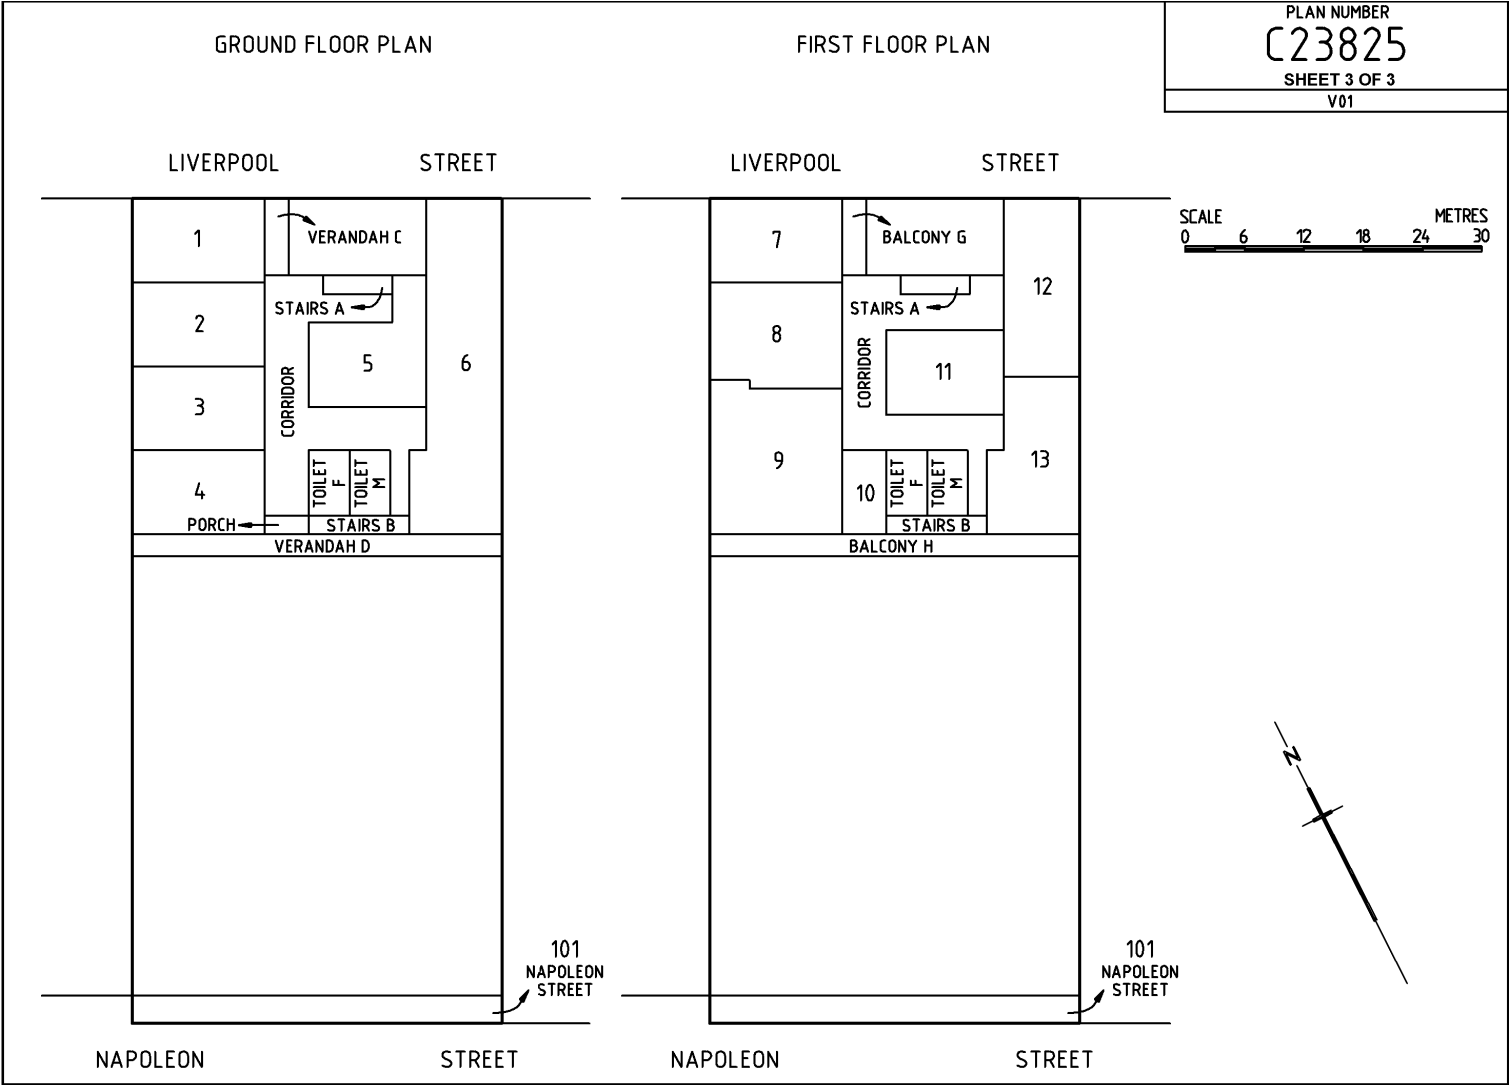 PLAN NUMBER
C23825
SHEET 3 OF 3
V01
GROUND FLOOR PLAN
LIVERPOOL STREET
1
VERANDAH C
2
STAIRS A
3
CORRIDOR
5
6
4
TOILET
F
TOILET
M
PORCH
STAIRS B
VERANDAH D
101
NAPOLEON
STREET
NAPOLEON STREET
FIRST FLOOR PLAN
LIVERPOOL STREET
7
BALCONY G
12
8
STAIRS A
CORRIDOR
11
9
13
10
TOILET
F
TOILET
M
STAIRS B
BALCONY H
101
NAPOLEON
STREET
NAPOLEON STREET
SCALE METRES
0 6 12 18 24 30
N